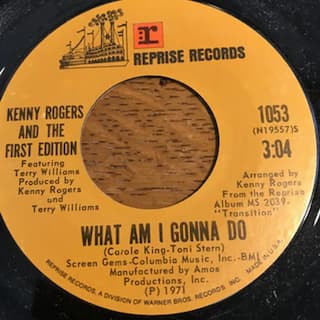 r
REPRISE RECORDS
KENNY ROGERS
AND THE
FIRST EDITION
Featuring
Terry Williams
Produced by
Kenny Rogers
and
Terry Williams
1053
(N19557)S
3:04
Arranged by
Kenny Rogers
From the Reprise
Album MS 2039
"Transition"
WHAT AM I GONNA DO
(Carole King-Toni Stern)
Screen Gems-Columbia Music, Inc.-BMI
Manufactured by Amos
Productions, Inc.
(P) 1971
REPRISE RECORDS, A DIVISION OF WARNER BROS. RECORDS INC. MADE IN U.S.A.